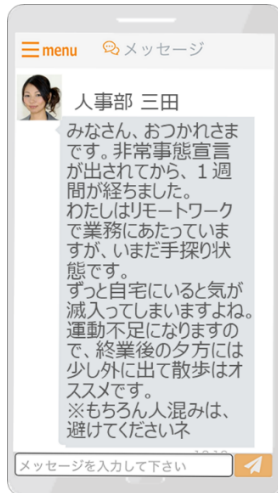 menu メッセージ
人事部 三田
みなさん、おつかれさま
です。非常事態宣言
が出されてから、１週
間が経ちました。
わたしはリモートワーク
で業務にあたっていま
すが、いまだ手探り状
態です。
ずっと自宅にいると気が
滅入ってしまいますよね。
運動不足になりますの
で、終業後の夕方には
少し外に出て散歩はオ
ススメです。
※もちろん人混みは、
避けてくださいネ
メッセージを入力して下さい